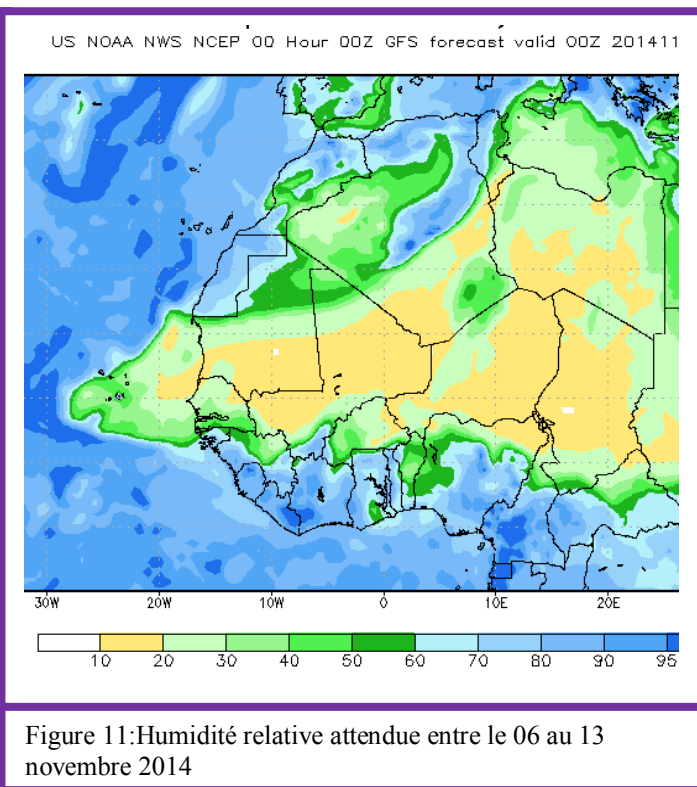 US NOAA NWS NCEP 00 Hour 00Z GFS forecast valid 00Z 201411
30W 20W 10W 0 10E 20E
10 20 30 40 50 60 70 80 90 95
Figure 11:Humidité relative attendue entre le 06 au 13
novembre 2014